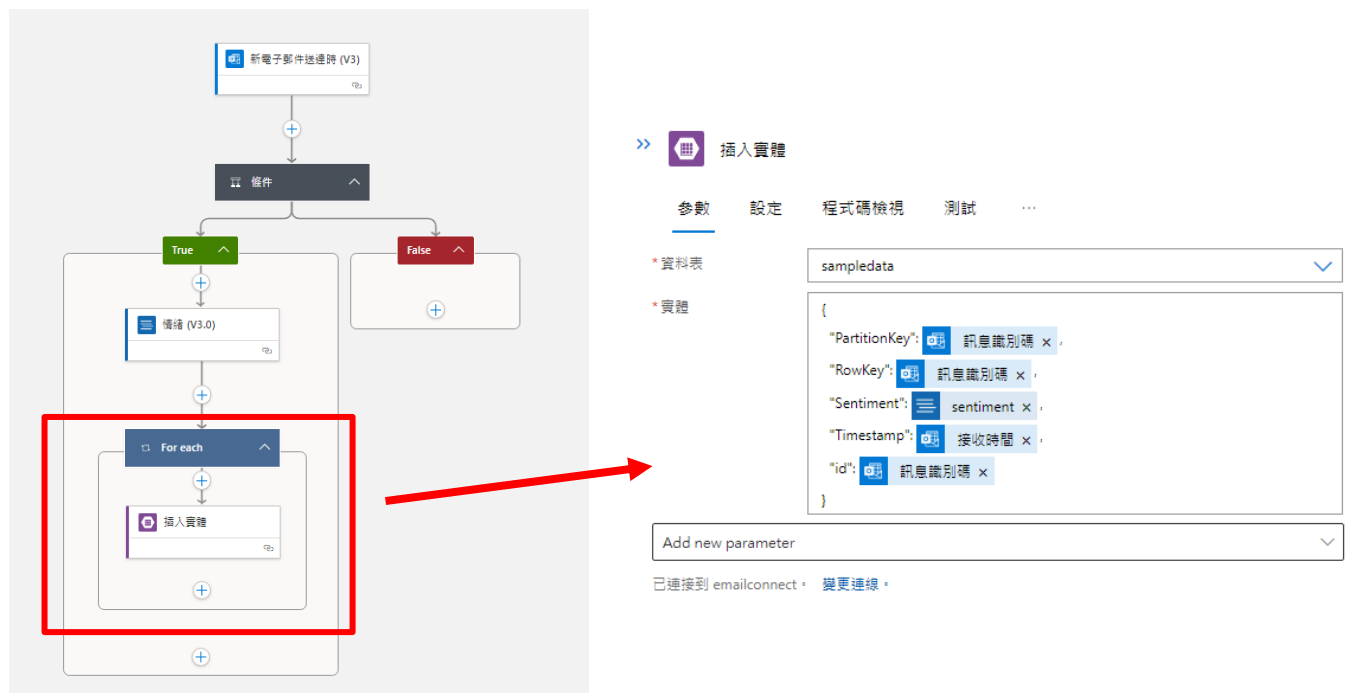 新電子郵件送達時 (V3)
條件
True
False
情緒 (V3.0)
For each
插入實體
插入實體
參數 設定 程式碼檢視 測試 ...
* 資料表
sampledata
* 實體
{
"PartitionKey": 訊息識別碼 × ,
"RowKey": 訊息識別碼 × ,
"Sentiment": sentiment × ,
"Timestamp": 接收時間 × ,
"id": 訊息識別碼 ×
}
Add new parameter
已連接到 emailconnect。 變更連線。